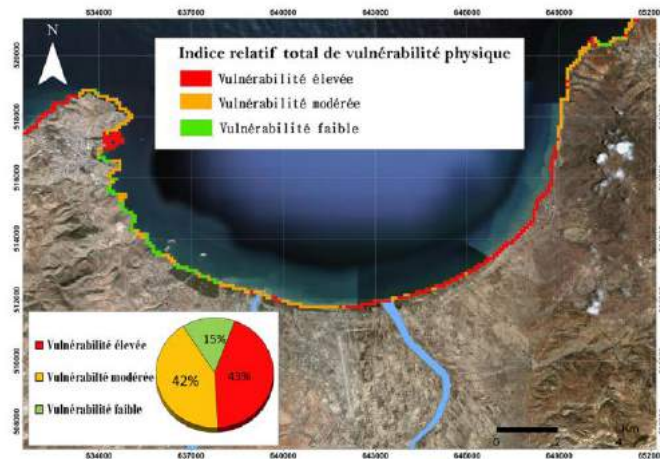 634000 637000 640000 643000 646000 649000 65200
N
Indice relatif total de vulnérabilité physique
Vulnérabilité élevée
Vulnérabilité modérée
Vulnérabilité faible
520000
518000
516000
514000
512000
510000
508000
Vulnérabilité élevée
Vulnérabilté modérée
Vulnérabilité faible
15%
42%
43%
0 2 4 Km
634000 637000 640000 643000 646000 649000 65200